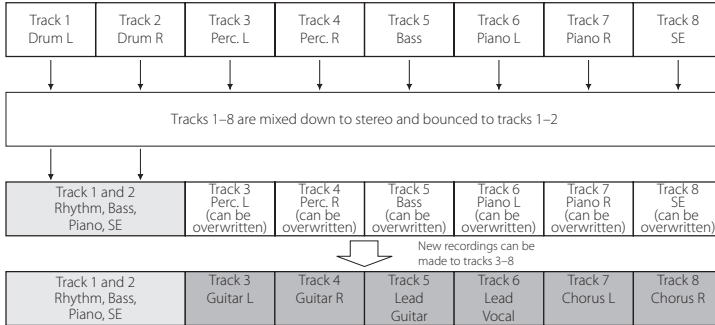 Track 1
Drum L
Track 2
Drum R
Track 3
Perc. L
Track 4
Perc. R
Track 5
Bass
Track 6
Piano L
Track 7
Piano R
Track 8
SE
Tracks 1–8 are mixed down to stereo and bounced to tracks 1–2
Track 1 and 2
Rhythm, Bass,
Piano, SE
Track 3
Perc. L
(can be
overwritten)
Track 4
Perc. R
(can be
overwritten)
Track 5
Bass
(can be
overwritten)
Track 6
Piano L
(can be
overwritten)
Track 7
Piano R
(can be
overwritten)
Track 8
SE
(can be
overwritten)
New recordings can be
made to tracks 3–8
Track 1 and 2
Rhythm, Bass,
Piano, SE
Track 3
Guitar L
Track 4
Guitar R
Track 5
Lead
Guitar
Track 6
Lead
Vocal
Track 7
Chorus L
Track 8
Chorus R